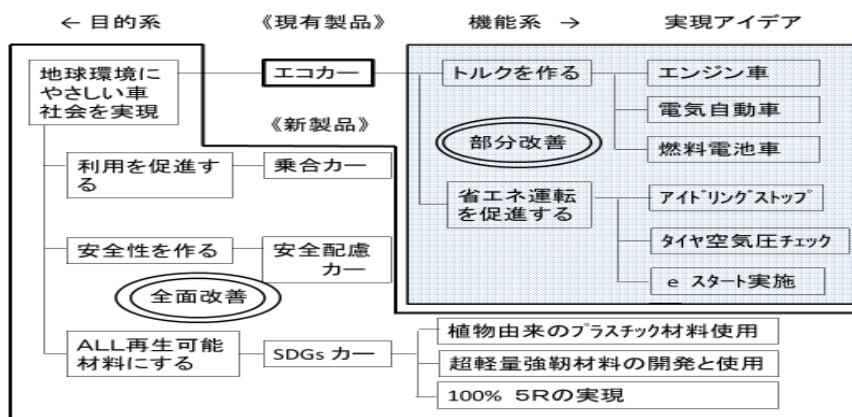 ← 目的系 《現有製品》 機能系 → 実現アイデア
地球環境に
やさしい車
社会を実現
エコカー
トルクを作る
エンジン車
電気自動車
燃料電池車
部分改善
《新製品》
利用を促進す
る
乗合カー
省エネ運転
を促進する
アイドリングストップ
タイヤ空気圧チェック
e スタート実施
安全性を作る
安全配慮
カー
全面改善
ALL再生可能
材料にする
SDGs カー
植物由来のプラスチック材料使用
超軽量強靭材料の開発と使用
100% 5Rの実現